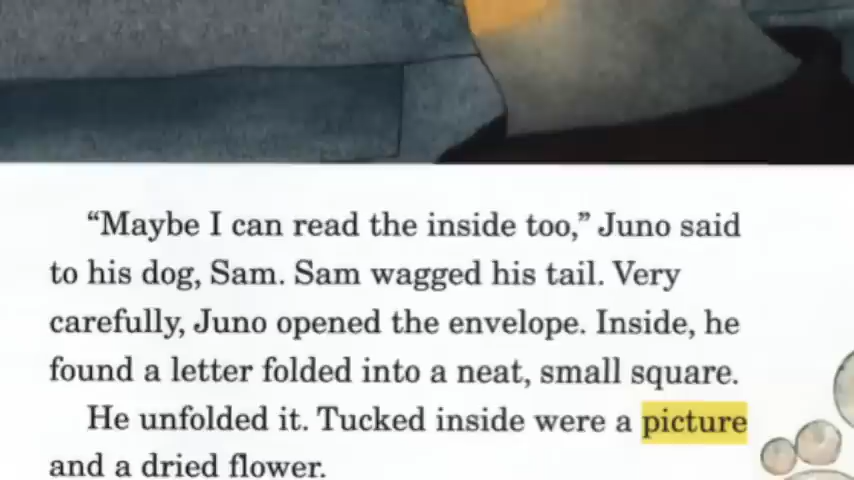 “Maybe I can read the inside too,” Juno said
to his dog, Sam. Sam wagged his tail. Very
carefully, Juno opened the envelope. Inside, he
found a letter folded into a neat, small square.
He unfolded it. Tucked inside were a picture
and a dried flower.